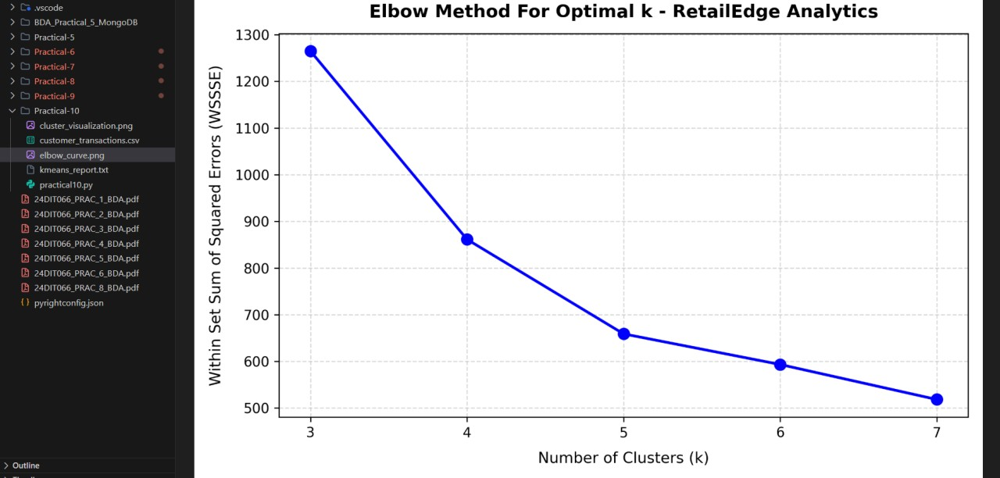 .vscode
BDA_Practical_5_MongoDB
Practical-5
Practical-6
Practical-7
Practical-8
Practical-9
Practical-10
cluster_visualization.png
customer_transactions.csv
elbow_curve.png
kmeans_report.txt
practical10.py
24DIT066_PRAC_1_BDA.pdf
24DIT066_PRAC_2_BDA.pdf
24DIT066_PRAC_3_BDA.pdf
24DIT066_PRAC_4_BDA.pdf
24DIT066_PRAC_5_BDA.pdf
24DIT066_PRAC_6_BDA.pdf
24DIT066_PRAC_8_BDA.pdf
{} pyrightconfig.json
Outline
Elbow Method For Optimal k - RetailEdge Analytics
Within Set Sum of Squared Errors (WSSSE)
1300
1200
1100
1000
900
800
700
600
500
3 4 5 6 7
Number of Clusters (k)